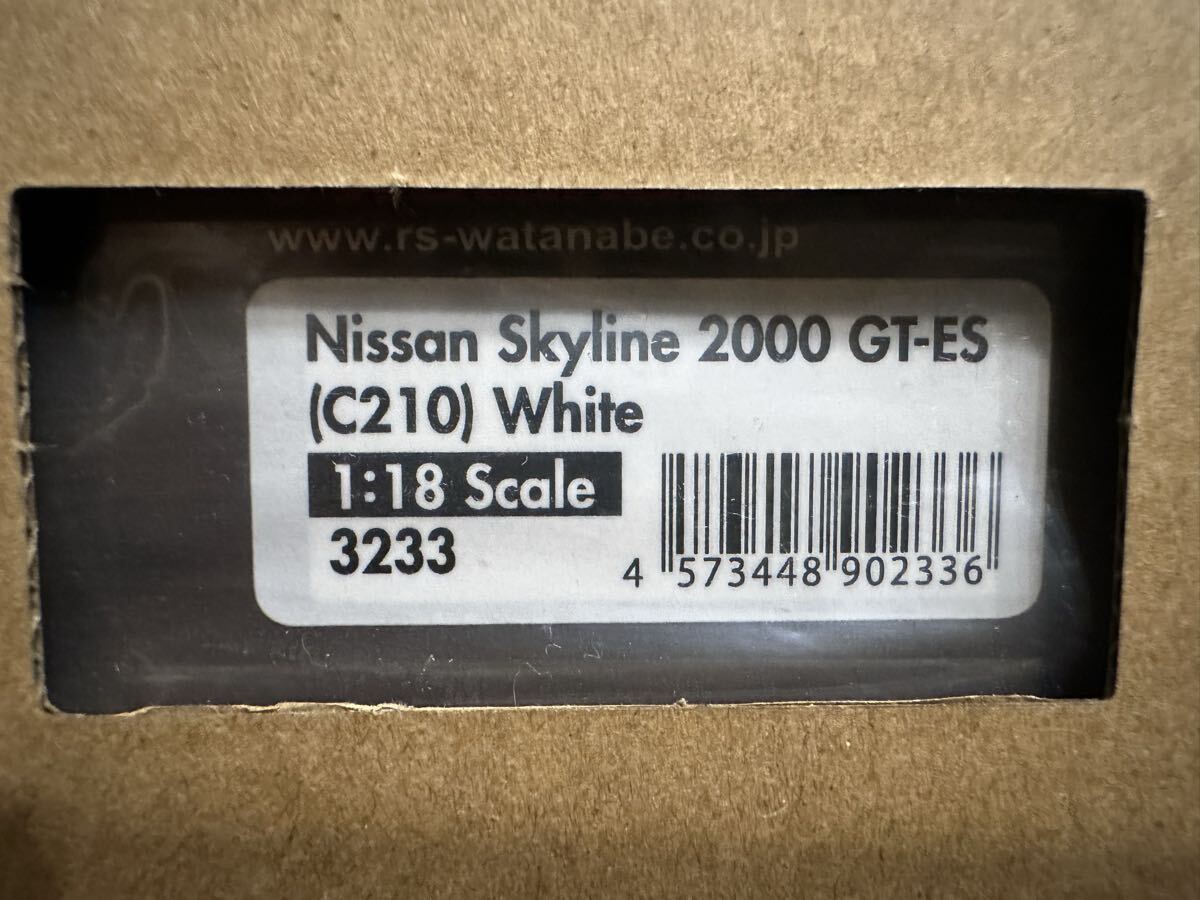 www.rs-watanabe.co.jp
Nissan Skyline 2000 GT-ES
(C210) White
1:18 Scale
3233
4 573448 902336